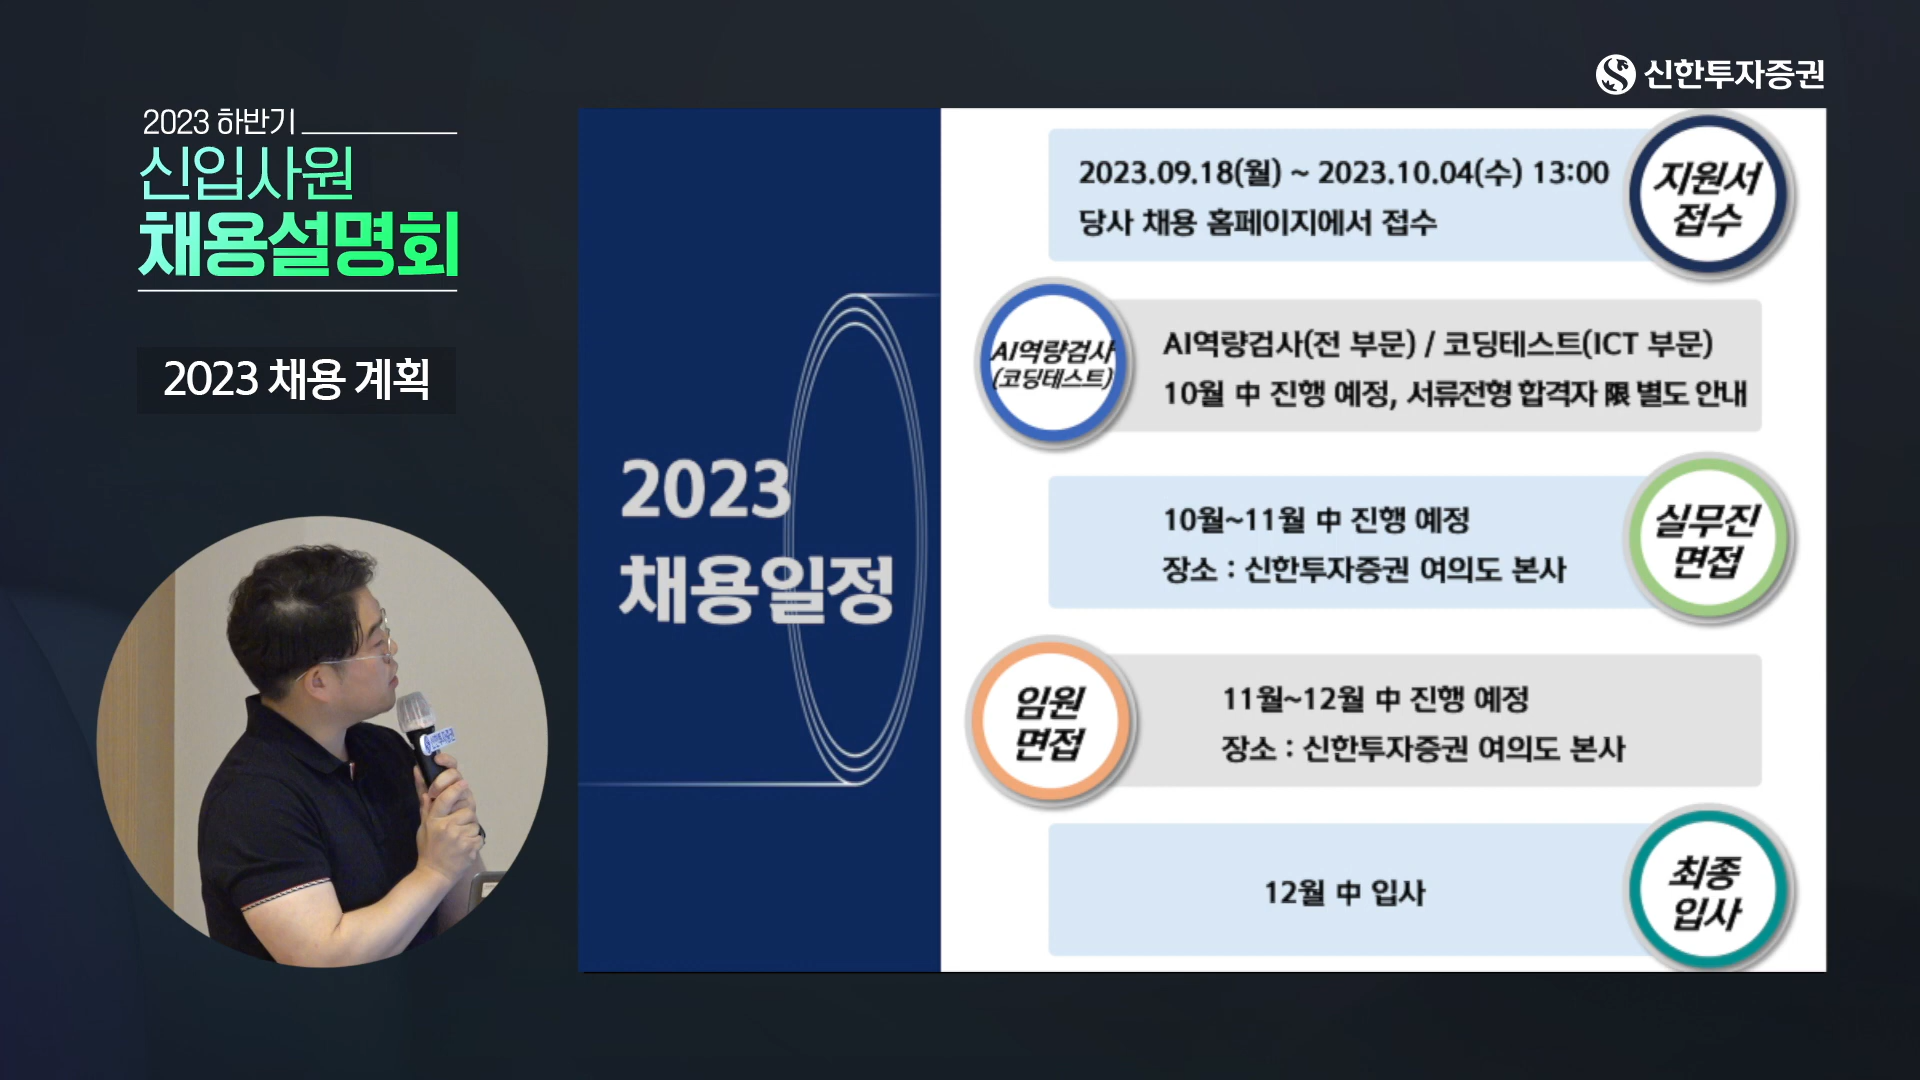 신한투자증권
2023 하반기
신입사원
채용설명회
2023 채용 계획
2023
채용일정
2023.09.18(월) ~ 2023.10.04(수) 13:00
당사 채용 홈페이지에서 접수
지원서
접수
AI역량검사
(코딩테스트)
AI역량검사(전 부문) / 코딩테스트(ICT 부문)
10월 中 진행 예정, 서류전형 합격자 限 별도 안내
10월~11월 中 진행 예정
장소 : 신한투자증권 여의도 본사
실무진
면접
임원
면접
11월~12월 中 진행 예정
장소 : 신한투자증권 여의도 본사
12월 中 입사
최종
입사
신한투자증권